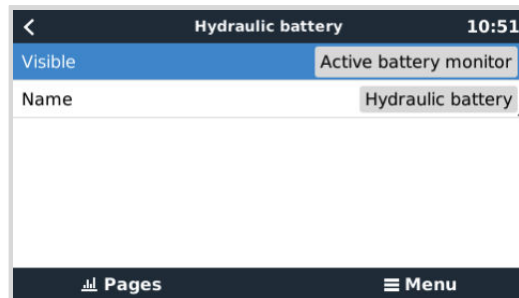 Hydraulic battery 10:51
Visible Active battery monitor
Name Hydraulic battery
Pages Menu